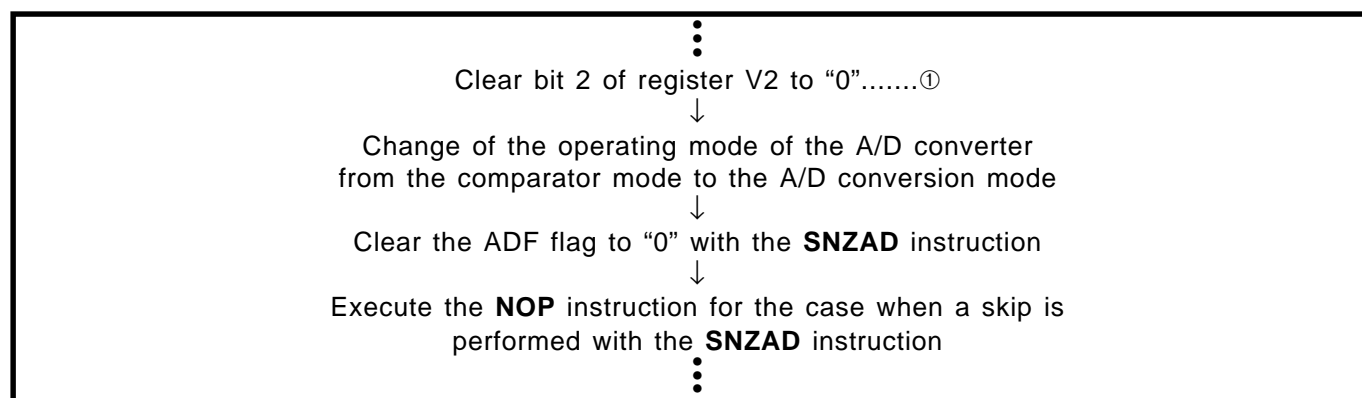 Clear bit 2 of register V2 to “0”.......①
↓
Change of the operating mode of the A/D converter
from the comparator mode to the A/D conversion mode
↓
Clear the ADF flag to “0” with the SNZAD instruction
↓
Execute the NOP instruction for the case when a skip is
performed with the SNZAD instruction